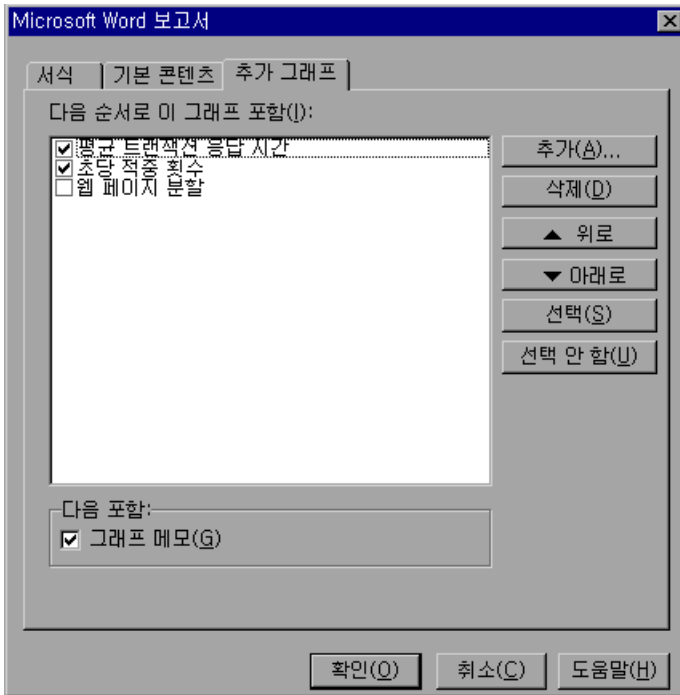 Microsoft Word 보고서
서식 기본 콘텐츠 추가 그래프
다음 순서로 이 그래프 포함(I):
평균 트랜잭션 응답 시간
초당 적중 횟수
웹 페이지 분할
추가(A)...
삭제(D)
▲ 위로
▼ 아래로
선택(S)
선택 안 함(U)
다음 포함:
그래프 메모(G)
확인(O) 취소(C) 도움말(H)